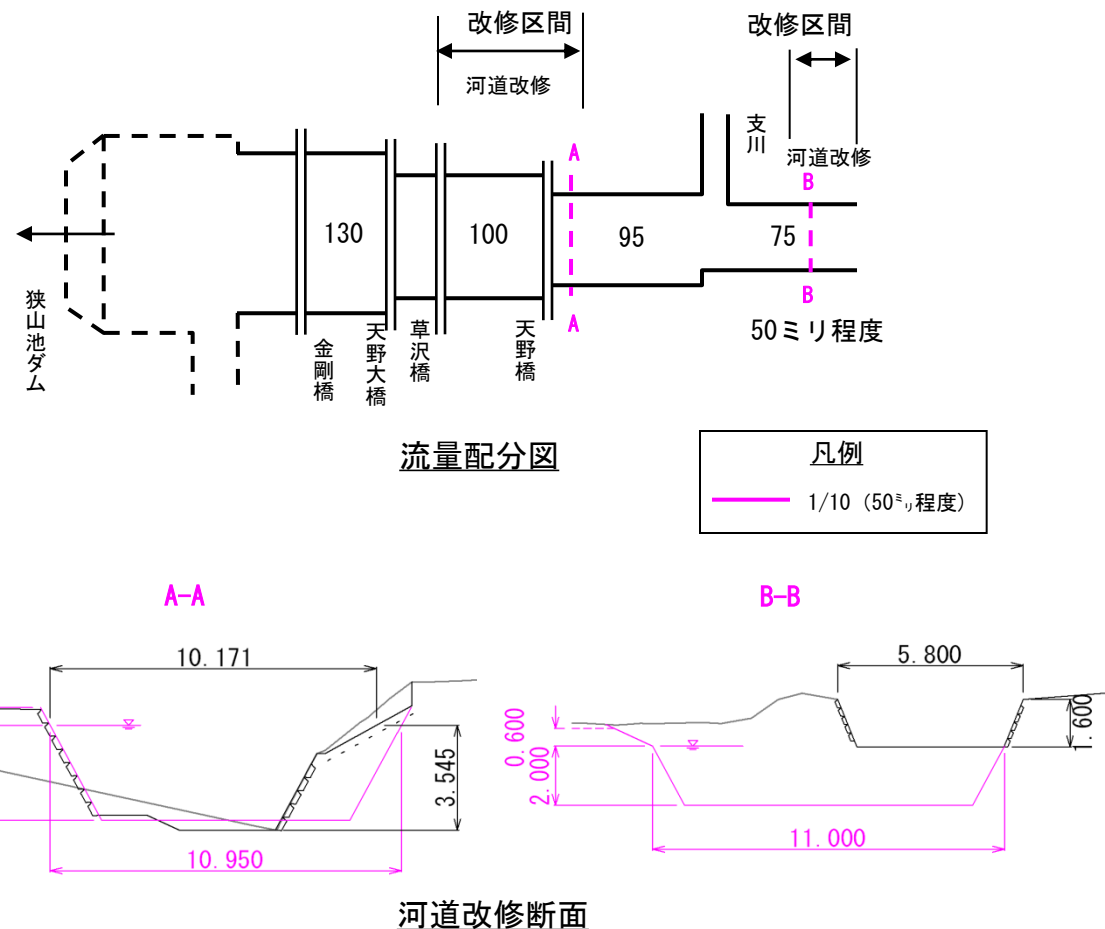 改修区間
河道改修
改修区間
河道改修
支川
A
B
130
100
95
75
A
B
50ミリ程度
狭山池ダム
金剛橋
天野大橋
草沢橋
天野橋
流量配分図
凡例
1/10（50ミリ程度）
A-A
B-B
10.171
3.545
10.950
5.800
1.600
0.600
2.000
11.000
河道改修断面